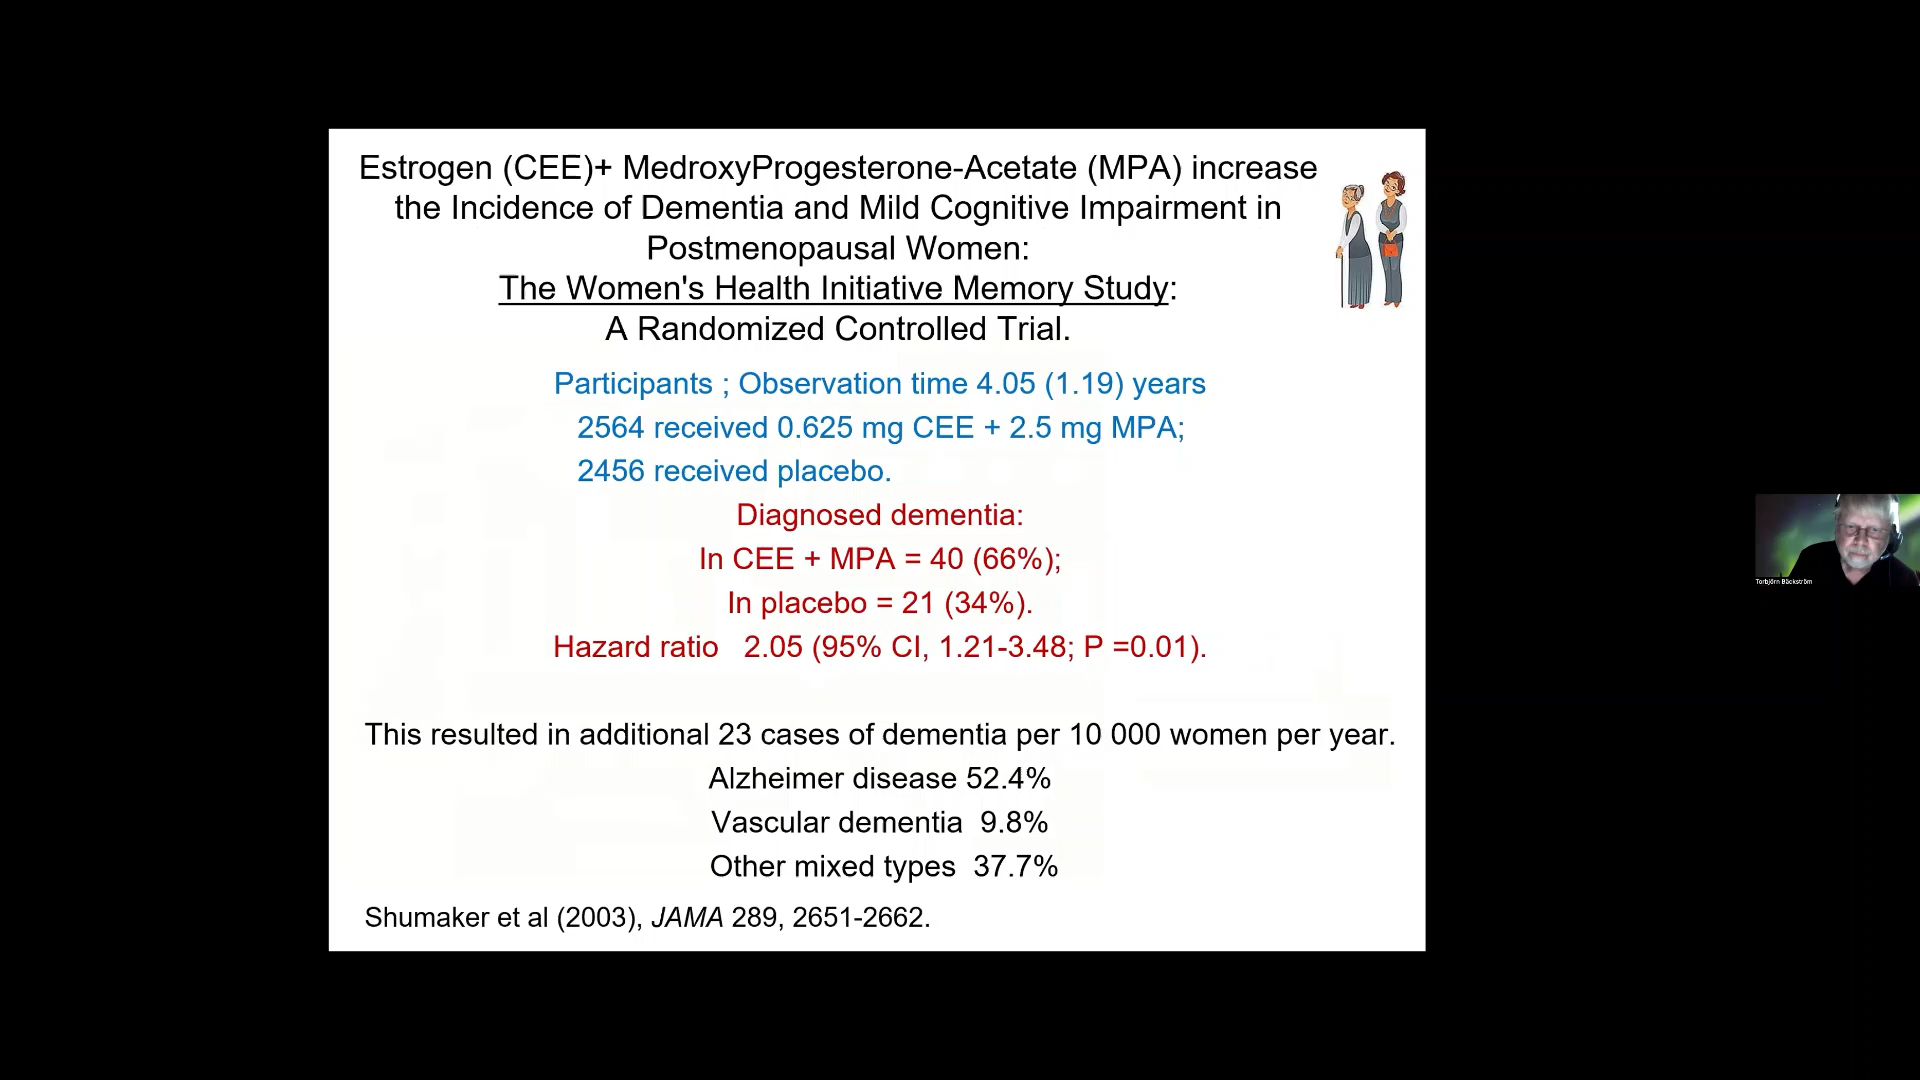 Estrogen (CEE)+ MedroxyProgesterone-Acetate (MPA) increase
the Incidence of Dementia and Mild Cognitive Impairment in
Postmenopausal Women:
The Women's Health Initiative Memory Study:
A Randomized Controlled Trial.
Participants ; Observation time 4.05 (1.19) years
2564 received 0.625 mg CEE + 2.5 mg MPA;
2456 received placebo.
Diagnosed dementia:
In CEE + MPA = 40 (66%);
In placebo = 21 (34%).
Hazard ratio 2.05 (95% CI, 1.21-3.48; P =0.01).
This resulted in additional 23 cases of dementia per 10 000 women per year.
Alzheimer disease 52.4%
Vascular dementia 9.8%
Other mixed types 37.7%
Shumaker et al (2003), JAMA 289, 2651-2662.
Torbjörn Bäckström